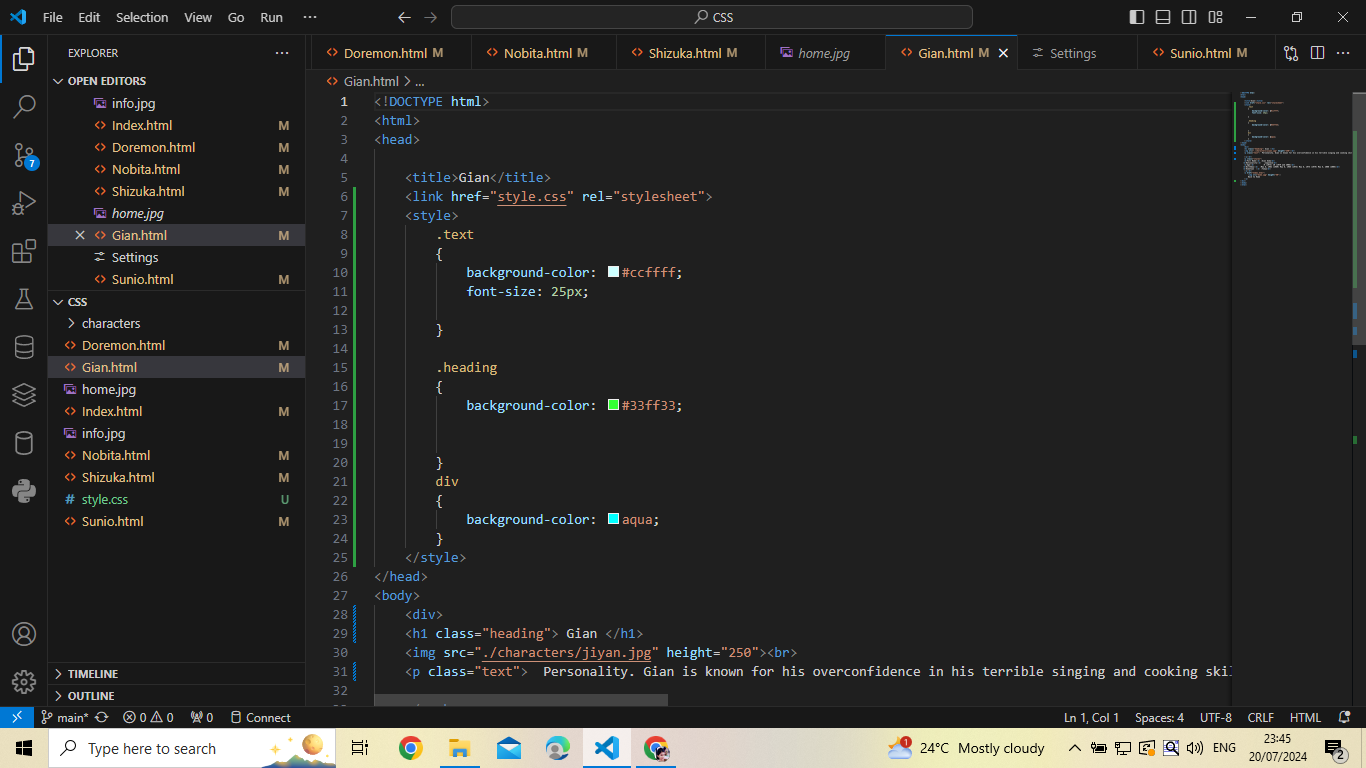 File Edit Selection View Go Run ···
CSS
EXPLORER ···
OPEN EDITORS
info.jpg
Index.html M
Doremon.html M
Nobita.html M
Shizuka.html M
home.jpg
Gian.html M
Settings
Sunio.html M
CSS
characters
Doremon.html M
Gian.html M
home.jpg
Index.html M
info.jpg
Nobita.html M
Shizuka.html M
style.css U
Sunio.html M
TIMELINE
OUTLINE
7
Doremon.html M Nobita.html M Shizuka.html M home.jpg Gian.html M Settings Sunio.html M ···
Gian.html > ...
1 <!DOCTYPE html>
2 <html>
3 <head>
4
5 <title>Gian</title>
6 <link href="style.css" rel="stylesheet">
7 <style>
8 .text
9 {
10 background-color: #ccffff;
11 font-size: 25px;
12
13 }
14
15 .heading
16 {
17 background-color: #33ff33;
18
19
20 }
21 div
22 {
23 background-color: aqua;
24 }
25 </style>
26 </head>
27 <body>
28 <div>
29 <h1 class="heading"> Gian </h1>
30 <img src="./characters/jiyan.jpg" height="250"><br>
31 <p class="text">  Personality. Gian is known for his overconfidence in his terrible singing and cooking skil
32
main* 0 0 0 Connect Ln 1, Col 1 Spaces: 4 UTF-8 CRLF HTML
Type here to search 1 24°C Mostly cloudy ENG 23:45
20/07/2024 2